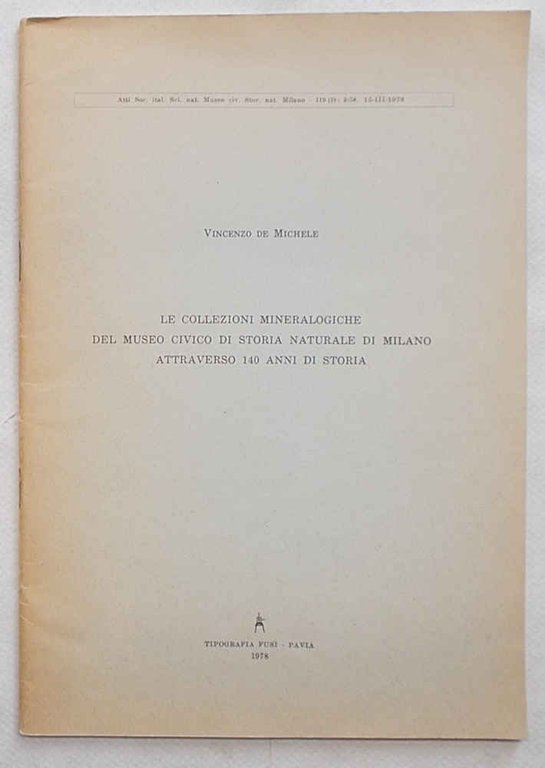 Atti Soc. ital. Sci. nat. Museo civ. Stor. nat. Milano - 119 (1): 3-58 15-III-1978
VINCENZO DE MICHELE
LE COLLEZIONI MINERALOGICHE
DEL MUSEO CIVICO DI STORIA NATURALE DI MILANO
ATTRAVERSO 140 ANNI DI STORIA
TIPOGRAFIA FUSI - PAVIA
1978